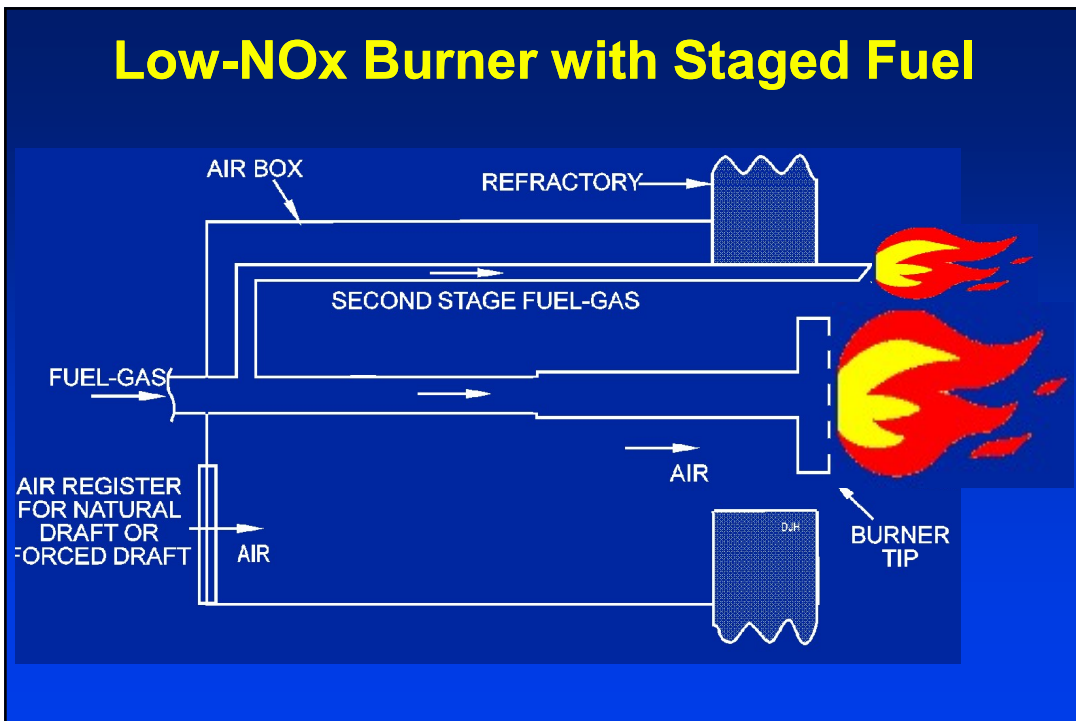 Low-NOx Burner with Staged Fuel
AIR BOX
REFRACTORY
SECOND STAGE FUEL-GAS
FUEL-GAS
AIR
AIR REGISTER
FOR NATURAL
DRAFT OR
FORCED DRAFT
AIR
DJH
BURNER
TIP